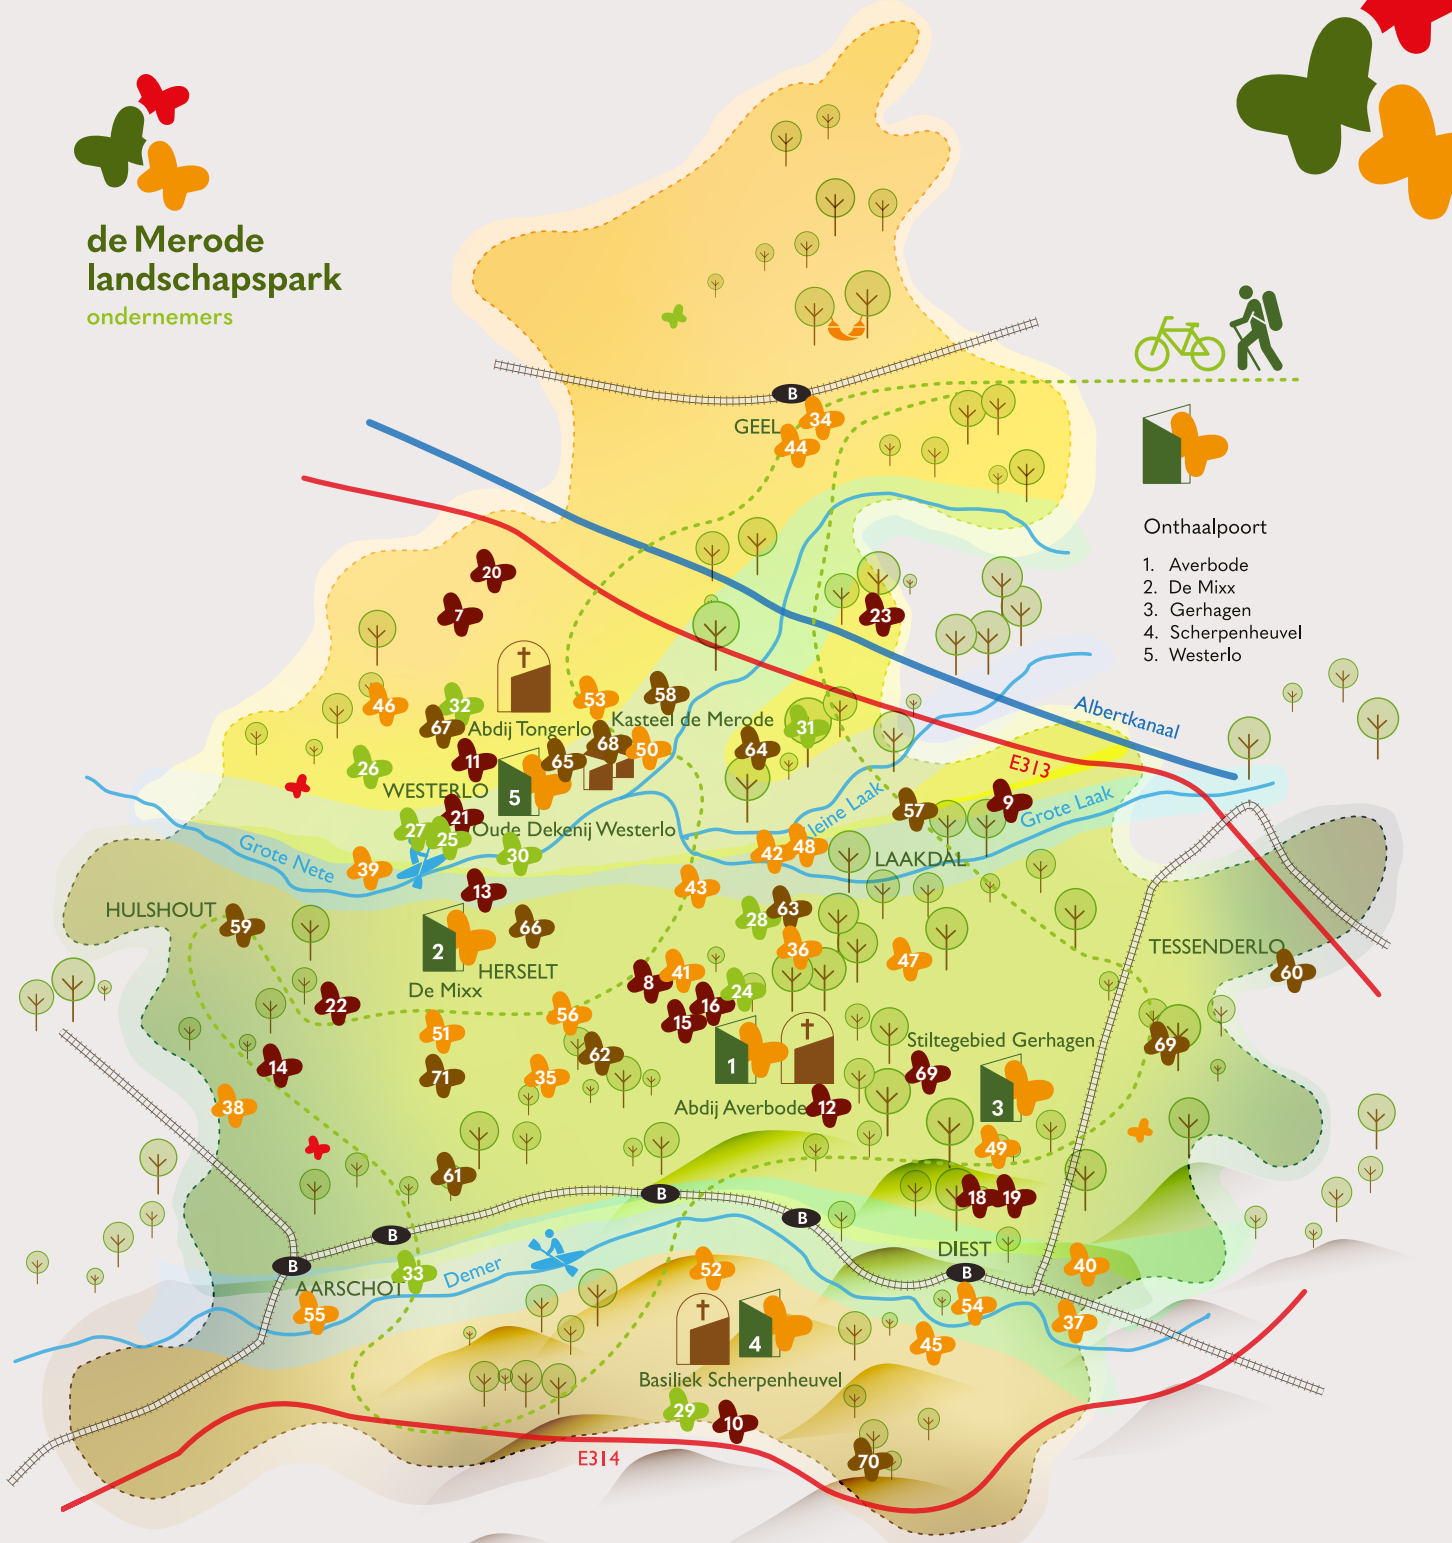 de Merode
landschapspark
ondernemers
B
GEEL
34
44
Onthaalpoort
1. Averbode
2. De Mixx
3. Gerhagen
4. Scherpenheuvel
5. Westerlo
20
7
23
46
32
53
58
67
Abdij Tongerlo
Kasteel de Merode
31
Albertkanaal
11
65
68
50
64
E313
26
WESTERLO
5
57
9
Grote Laak
21
27
25
Oude Dekenij Westerlo
30
Kleine Laak
42
48
LAAKDAL
Grote Nete
39
13
43
HULSHOUT
59
2
66
28
63
36
47
TESSENDERLO
60
HERSELT
De Mixx
22
8
41
24
16
15
56
51
62
1
Stiltegebied Gerhagen
69
69
14
71
35
3
38
Abdij Averbode
12
49
61
18
19
B
B
B
B
B
DIEST
AARSCHOT
33
Demer
52
40
55
54
37
4
45
Basiliek Scherpenheuvel
29
10
E314
70